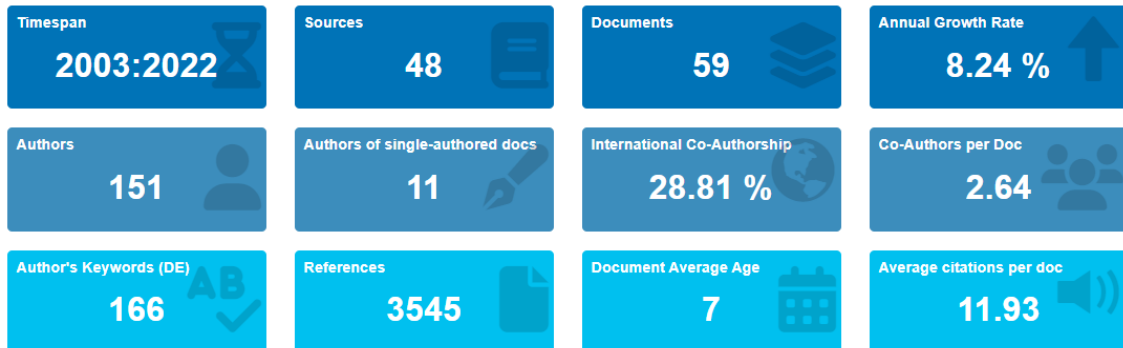 Timespan
2003:2022
Sources
48
Documents
59
Annual Growth Rate
8.24 %
Authors
151
Authors of single-authored docs
11
International Co-Authorship
28.81 %
Co-Authors per Doc
2.64
Author's Keywords (DE)
AB
166
References
3545
Document Average Age
7
Average citations per doc
11.93